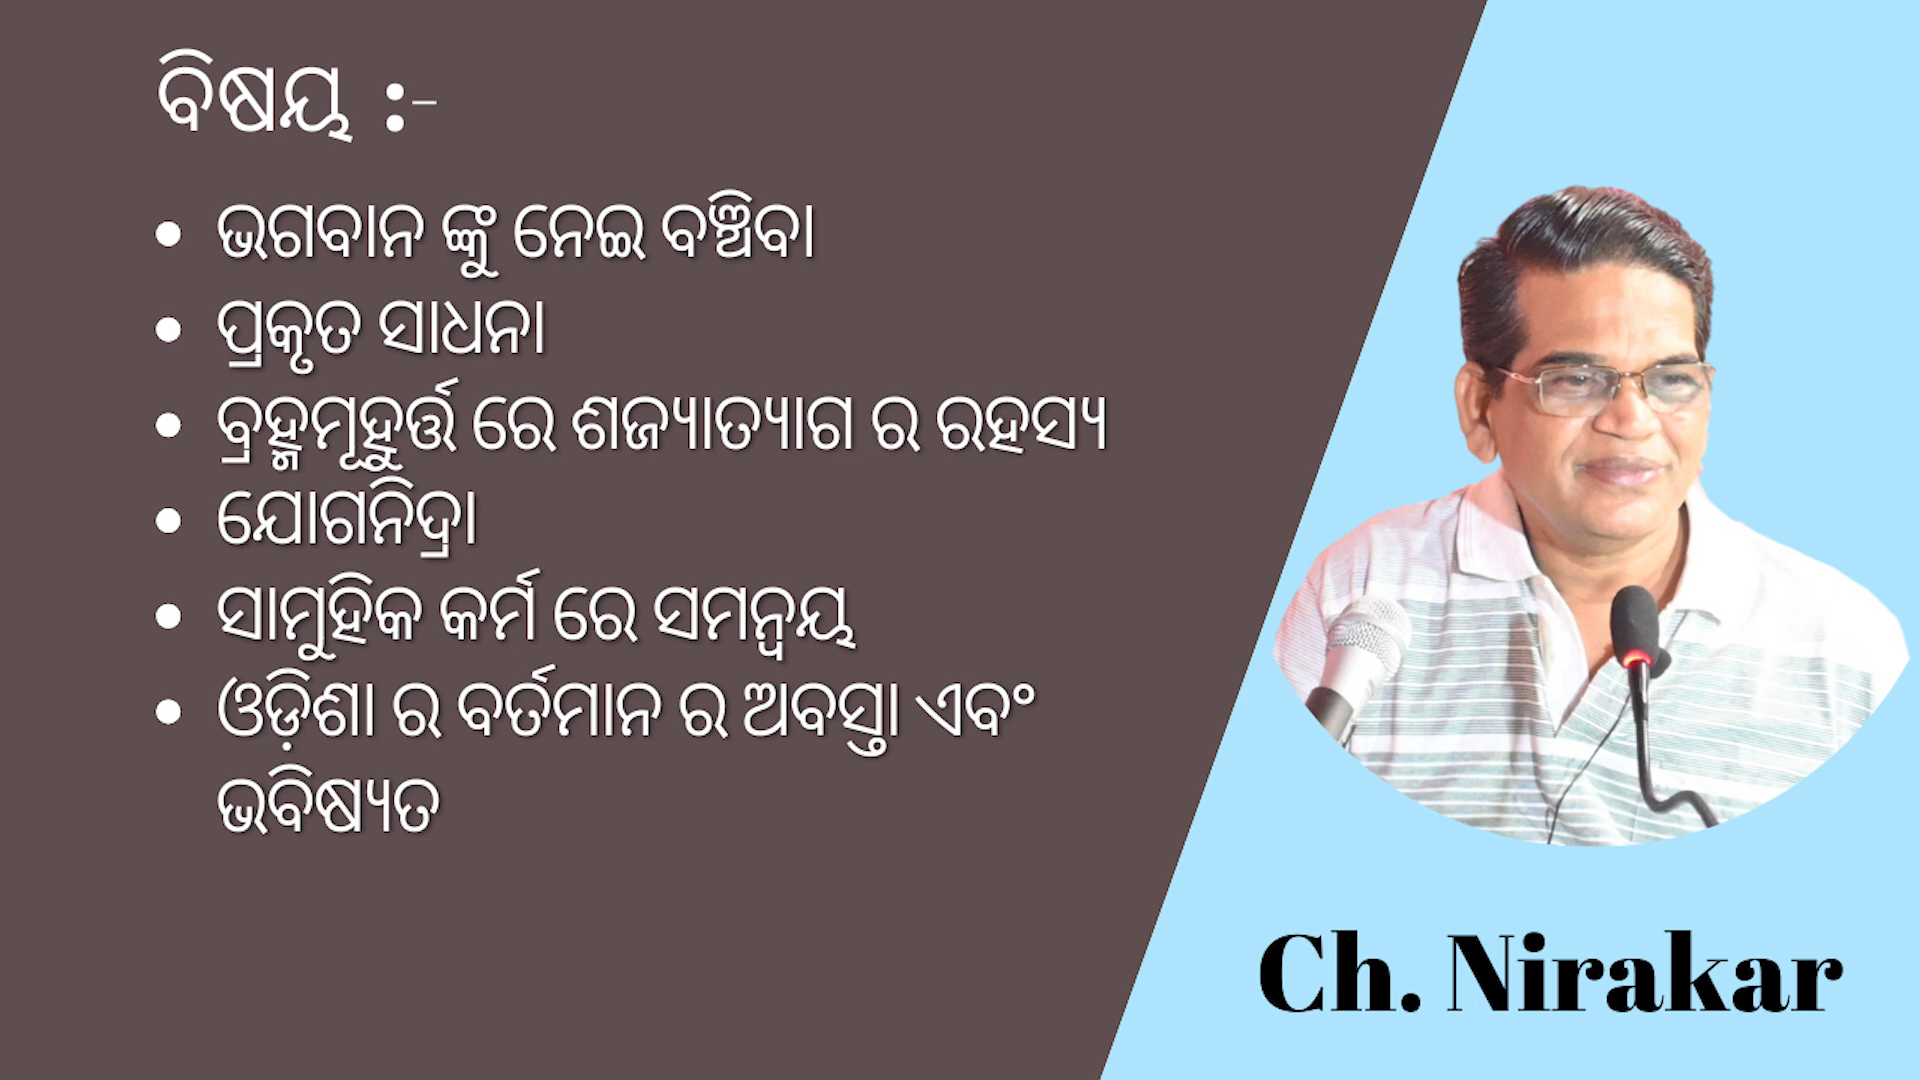 ବିଷୟ :-
• ଭଗବାନ ଙ୍କୁ ନେଇ ବଞ୍ଚିବା
• ପ୍ରକୃତ ସାଧନା
• ବ୍ରହ୍ମମୂହୁର୍ତ୍ତ ରେ ଶଜ୍ୟାତ୍ୟାଗ ର ରହସ୍ୟ
• ଯୋଗନିଦ୍ରା
• ସାମୁହିକ କର୍ମ ରେ ସମନ୍ୱୟ
• ଓଡ଼ିଶା ର ବର୍ତମାନ ର ଅବସ୍ତା ଏବଂ
ଭବିଷ୍ୟତ
Ch. Nirakar